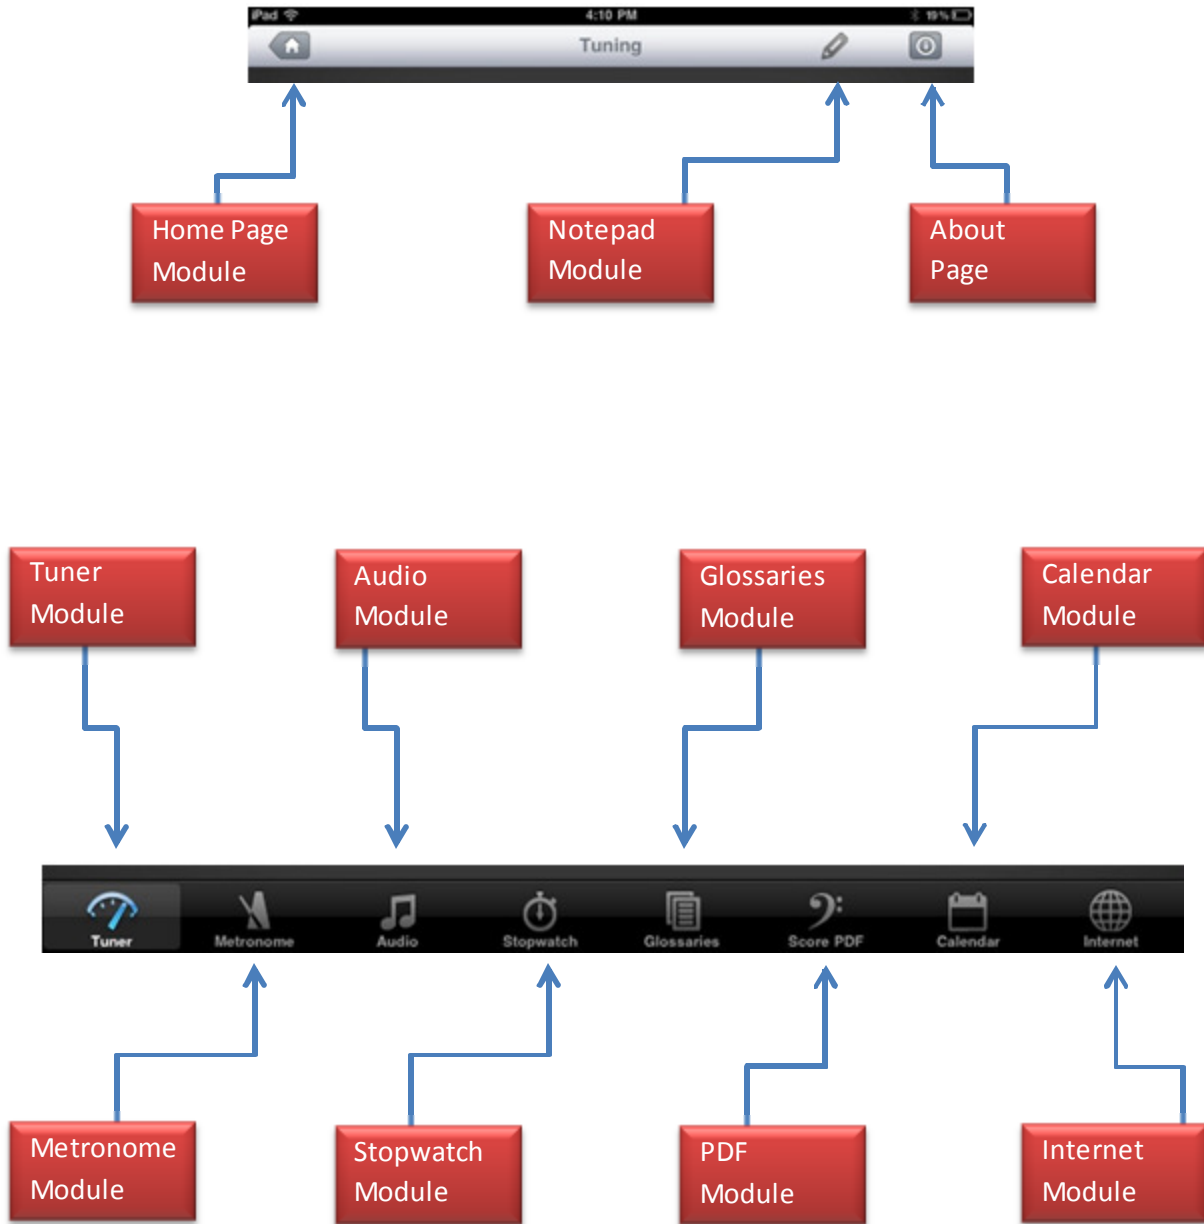 iPad 4:10 PM 19%
Tuning
Home Page
Module
Notepad
Module
About
Page
Tuner
Module
Audio
Module
Glossaries
Module
Calendar
Module
Tuner Metronome Audio Stopwatch Glossaries Score PDF Calendar Internet
Metronome
Module
Stopwatch
Module
PDF
Module
Internet
Module